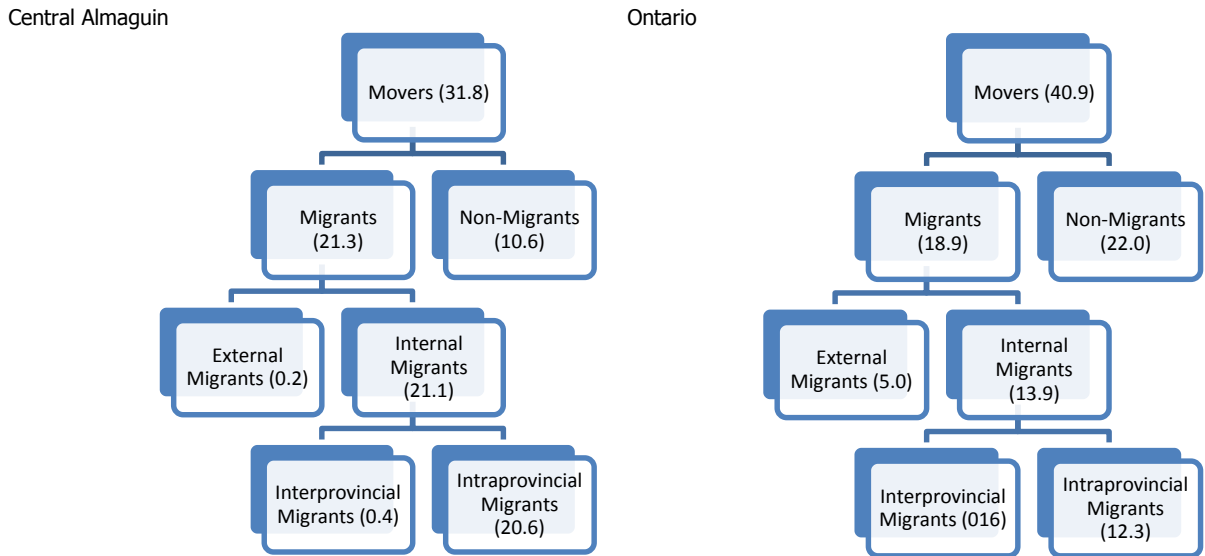 Central Almaguin
Movers (31.8)
Migrants
(21.3)
Non-Migrants
(10.6)
External
Migrants (0.2)
Internal
Migrants
(21.1)
Interprovincial
Migrants (0.4)
Intraprovincial
Migrants
(20.6)
Ontario
Movers (40.9)
Migrants
(18.9)
Non-Migrants
(22.0)
External
Migrants (5.0)
Internal
Migrants
(13.9)
Interprovincial
Migrants (016)
Intraprovincial
Migrants
(12.3)